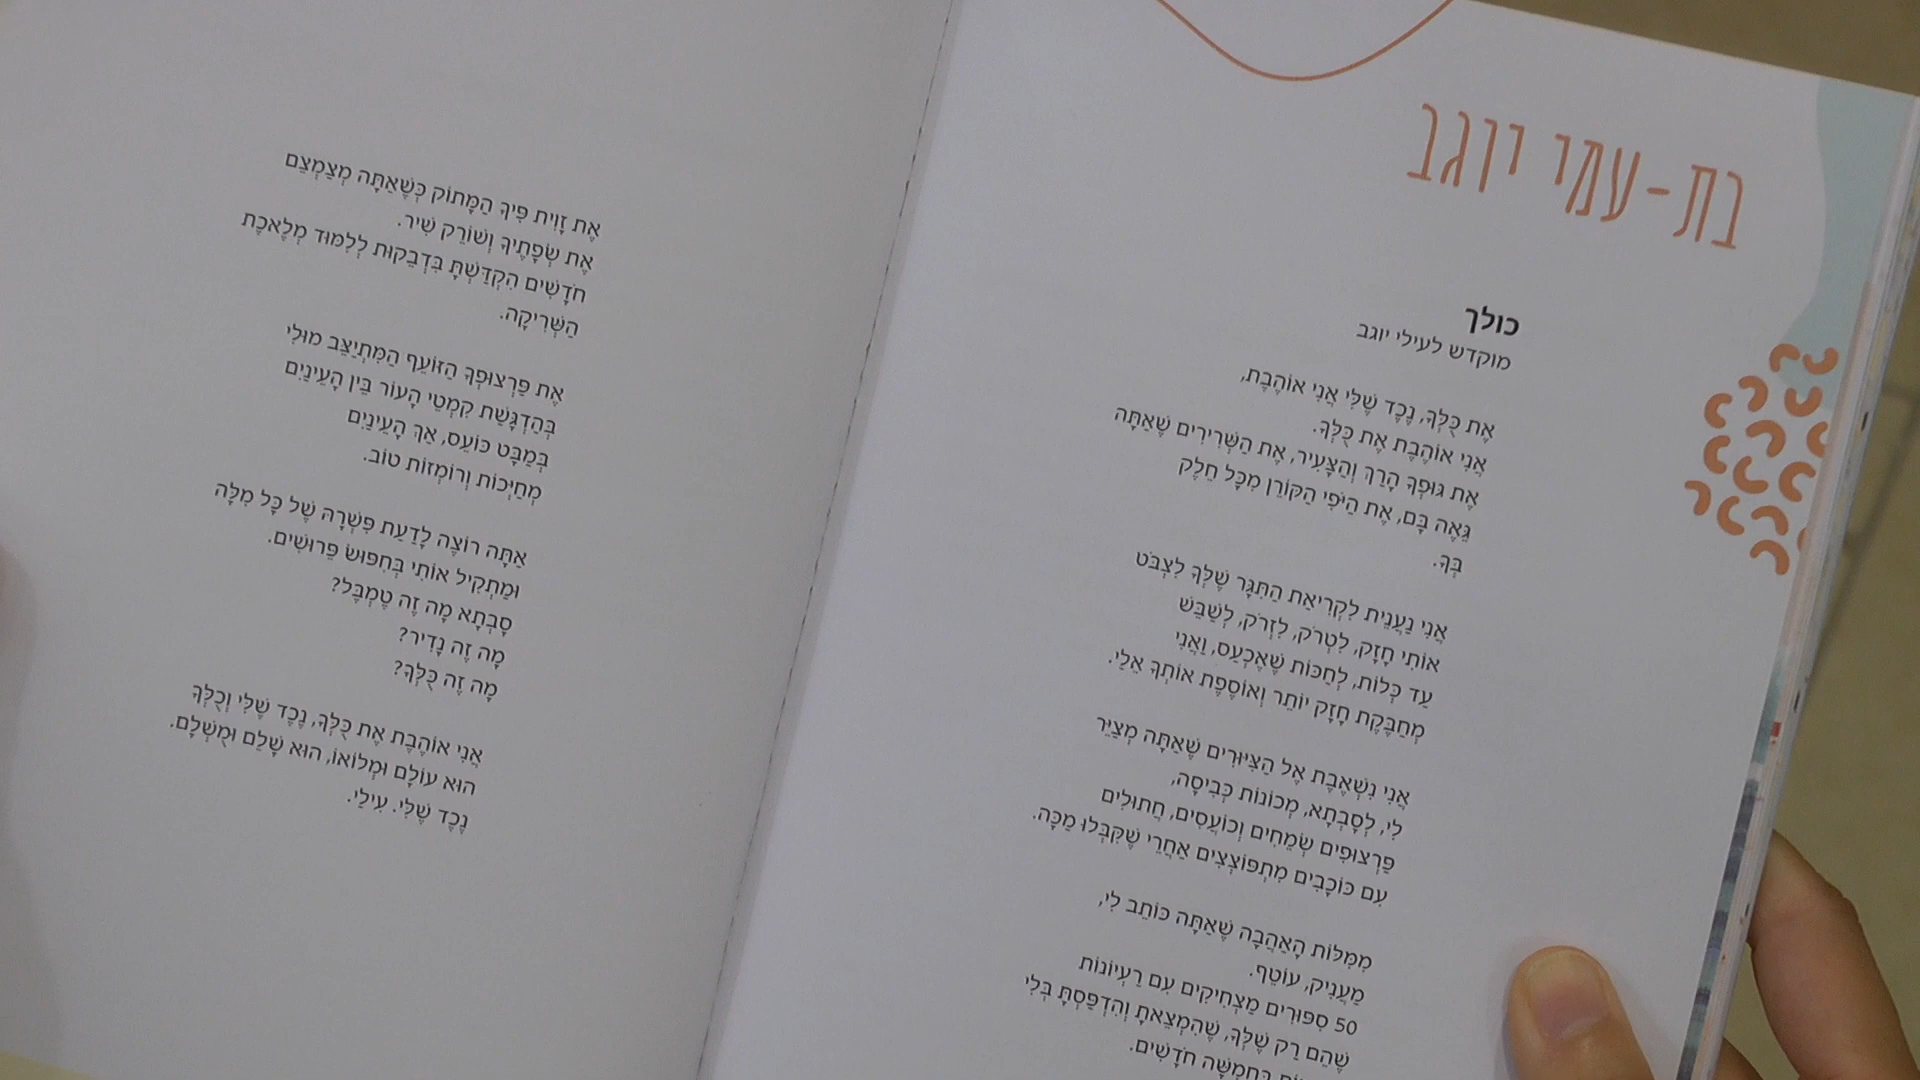 בת-עמי יוגב
כולך
מוקדש לעילי יוגב
אֶת כֻּלְּךָ, נֶכֶד שֶׁלִּי אֲנִי אוֹהֶבֶת,
אֲנִי אוֹהֶבֶת אֶת כֻּלְּךָ.
אֶת גּוּפְךָ הָרַךְ וְהַצָּעִיר, אֶת הַשְּׁרִירִים שֶׁאַתָּה
גֵּאֶה בָּם, אֶת הַיֹּפִי הַקּוֹרֵן מִכָּל חֵלֶק
בְּךָ.
אֲנִי נַעֲנֵית לִקְרִיאַת הַתִּגָּר שֶׁלְּךָ לִצְבֹּט
אוֹתִי חָזָק, לִטְרֹק, לִזְרֹק, לְשַׁבֵּשׁ
עַד כְּלוֹת, לְחַכּוֹת שֶׁאֶכְעַס, וַאֲנִי
מְחַבֶּקֶת חָזָק יוֹתֵר וְאוֹסֶפֶת אוֹתְךָ אֵלַי.
אֲנִי נִשְׁאֶבֶת אֶל הַצִּיּוּרִים שֶׁאַתָּה מְצַיֵּר
לִי, לְסָבְתָא, מְכוֹנוֹת כְּבִיסָה,
פַּרְצוּפִים שְׂמֵחִים וְכוֹעֲסִים, חֲתוּלִים
עִם כּוֹכָבִים מִתְפּוֹצְצִים אַחֲרֵי שֶׁקִּבְּלוּ מַכָּה.
מִמִּלּוֹת הָאַהֲבָה שֶׁאַתָּה כּוֹתֵב לִי,
מַעֲנִיק, עוֹטֵף.
50 סִפּוּרִים מַצְחִיקִים עִם רַעְיוֹנוֹת
שֶׁהֵם רַק שֶׁלְּךָ, שֶׁהִמְצֵאתָ וְהִדְפַּסְתָּ בְּלִי
בַּחֲמִשָּׁה חֳדָשִׁים.
אֶת זָוִית פִּיךָ הַמָּתוֹק כְּשֶׁאַתָּה מְצַמְצֵם
אֶת שְׂפָתֶיךָ וְשׁוֹרֵק שִׁיר.
חֳדָשִׁים הִקְדַּשְׁתָּ בִּדְבֵקוּת לְלִמּוּד מְלֶאכֶת
הַשְּׁרִיקָה.
אֶת פַּרְצוּפְךָ הַזּוֹעֵף הַמִּתְיַצֵּב מוּלִי
בְּהַדְגָּשַׁת קִמְטֵי הָעוֹר בֵּין הָעֵינַיִם
בְּמַבָּט כּוֹעֵס, אַךְ הָעֵינַיִם
מְחַיְּכוֹת וְרוֹמְזוֹת טוֹב.
אַתָּה רוֹצֶה לָדַעַת פִּשְׁרָהּ שֶׁל כָּל מִלָּה
וּמַתְקִיל אוֹתִי בְּחִפּוּשׂ פֵּרוּשִׁים.
סָבְתָא מָה זֶה טֶמְבֶּל?
מָה זֶה נָדִיר?
מָה זֶה כֻּלְּךָ?
אֲנִי אוֹהֶבֶת אֶת כֻּלְּךָ, נֶכֶד שֶׁלִּי וְכֻלְּךָ
הוּא עוֹלָם וּמְלוֹאוֹ, הוּא שָׁלֵם וּמֻשְׁלָם.
נֶכֶד שֶׁלִּי. עִילַי.